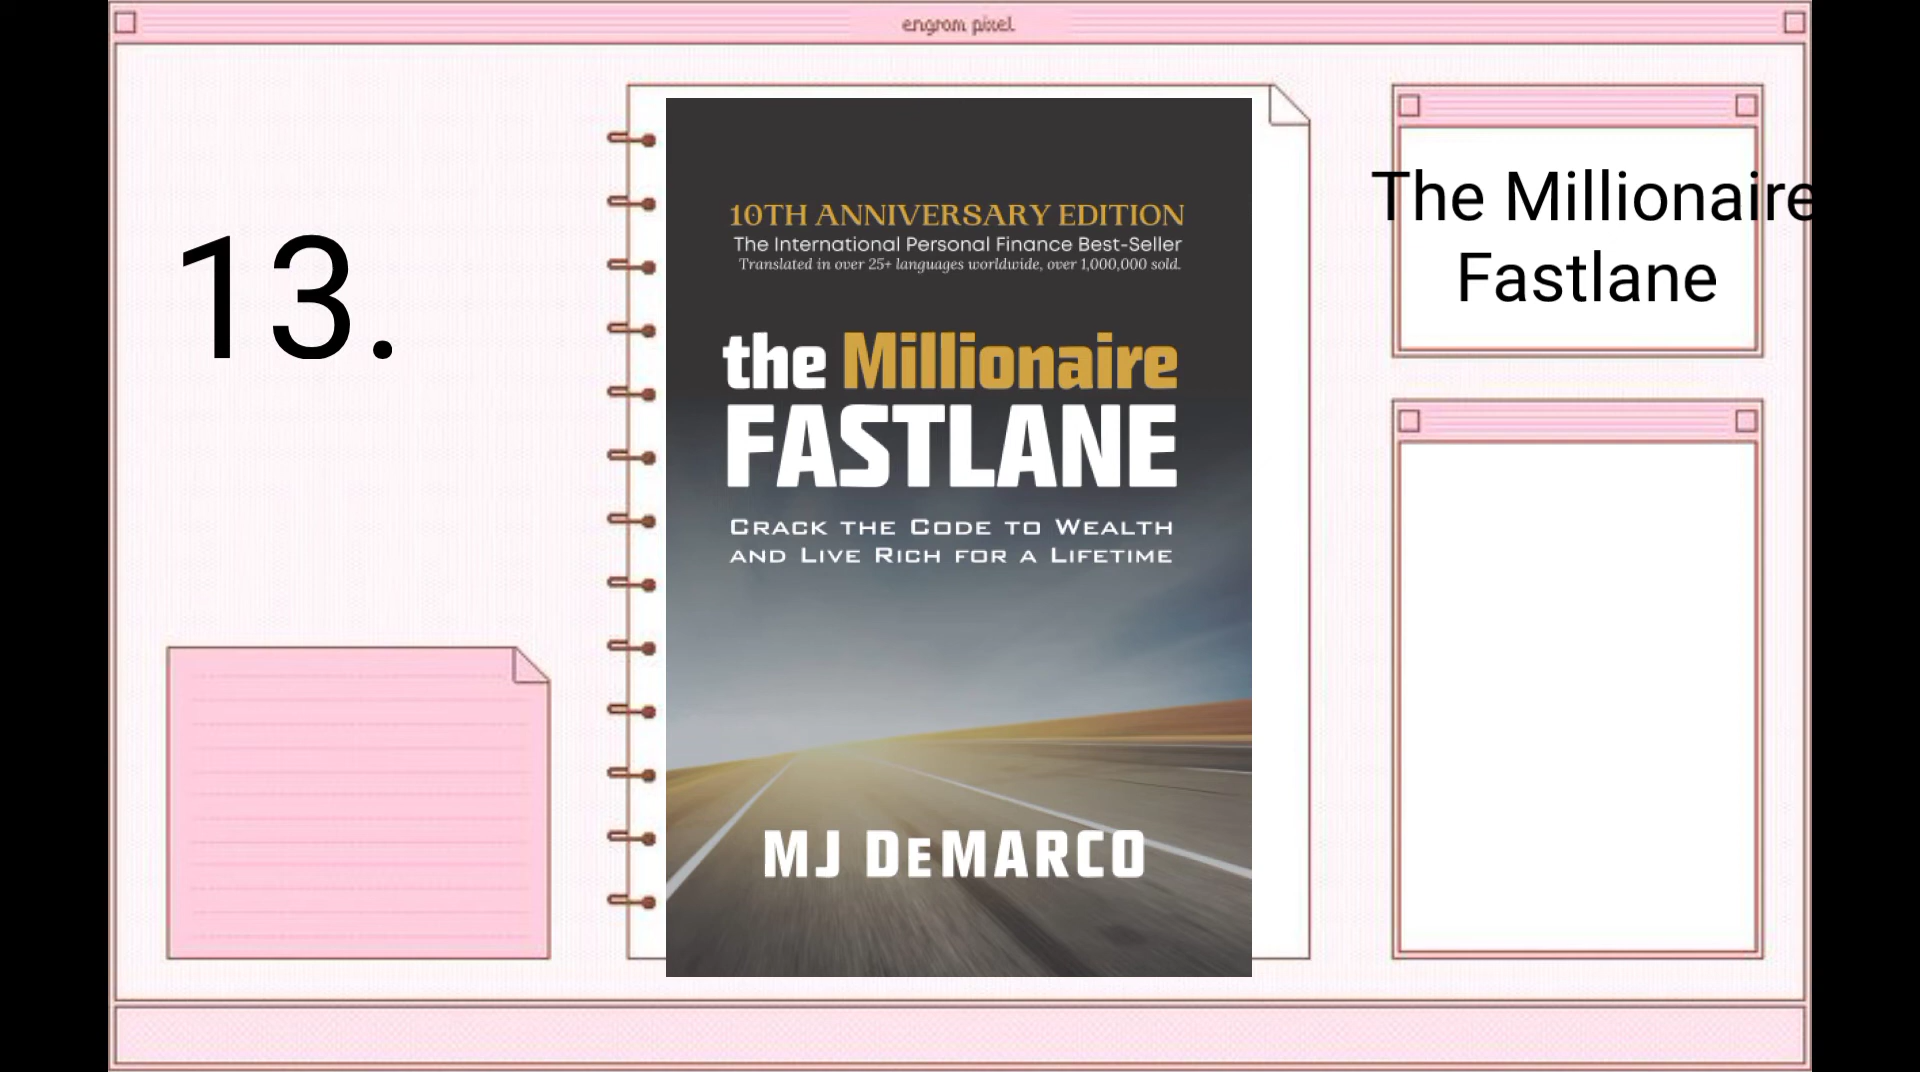 engram pixel
13.
10TH ANNIVERSARY EDITION
The International Personal Finance Best-Seller
Translated in over 25+ languages worldwide, over 1,000,000 sold.
the Millionaire
FASTLANE
CRACK THE CODE TO WEALTH
AND LIVE RICH FOR A LIFETIME
MJ DEMARCO
The Millionaire
Fastlane